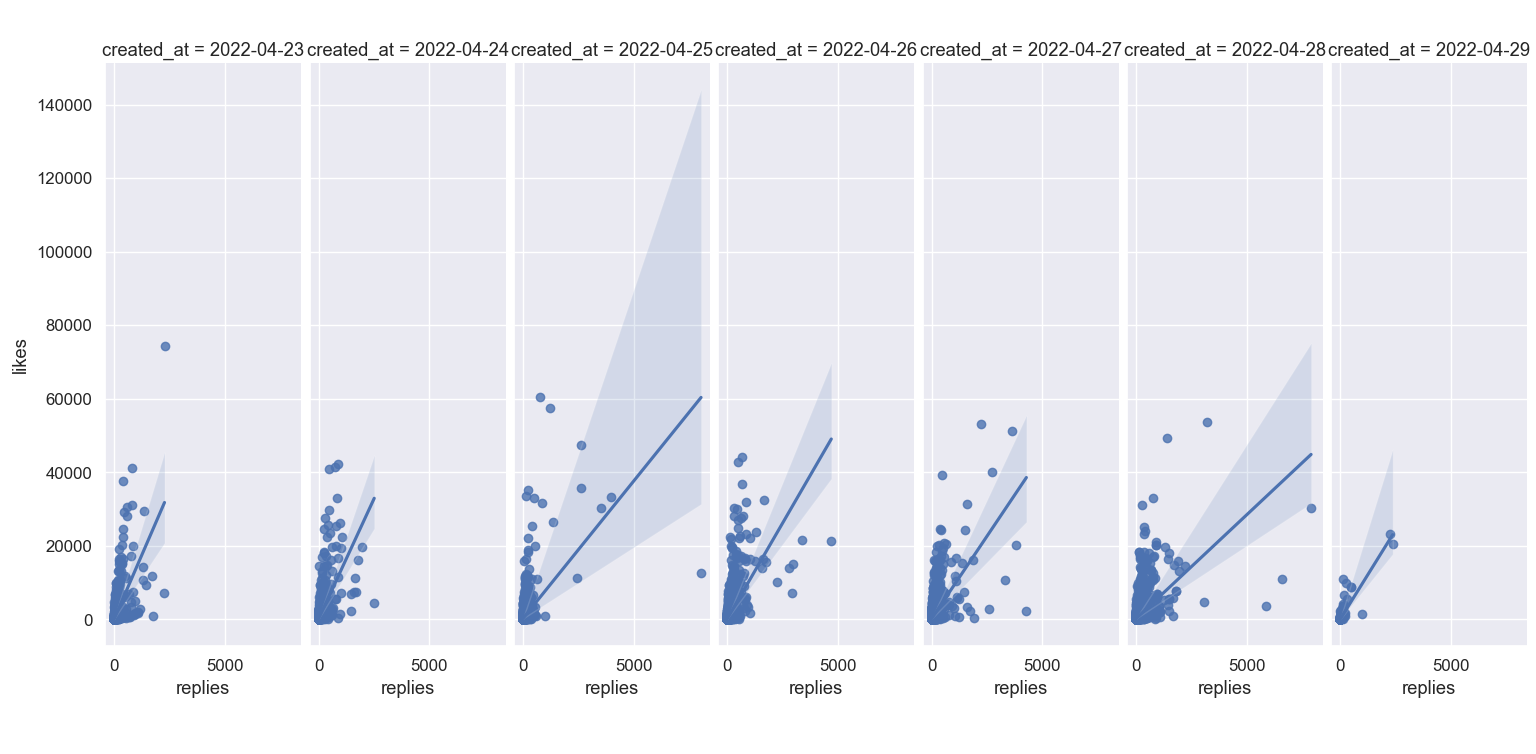 created_at = 2022-04-23 created_at = 2022-04-24 created_at = 2022-04-25 created_at = 2022-04-26 created_at = 2022-04-27 created_at = 2022-04-28 created_at = 2022-04-29
140000
120000
100000
80000
60000
40000
20000
0
likes
0 5000 0 5000 0 5000 0 5000 0 5000 0 5000 0 5000
replies replies replies replies replies replies replies